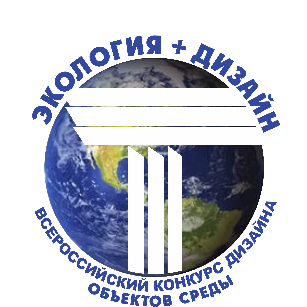 ЭКОЛОГИЯ + ДИЗАЙН
ВСЕРОССИЙСКИЙ КОНКУРС ДИЗАЙНА
ОБЪЕКТОВ СРЕДЫ